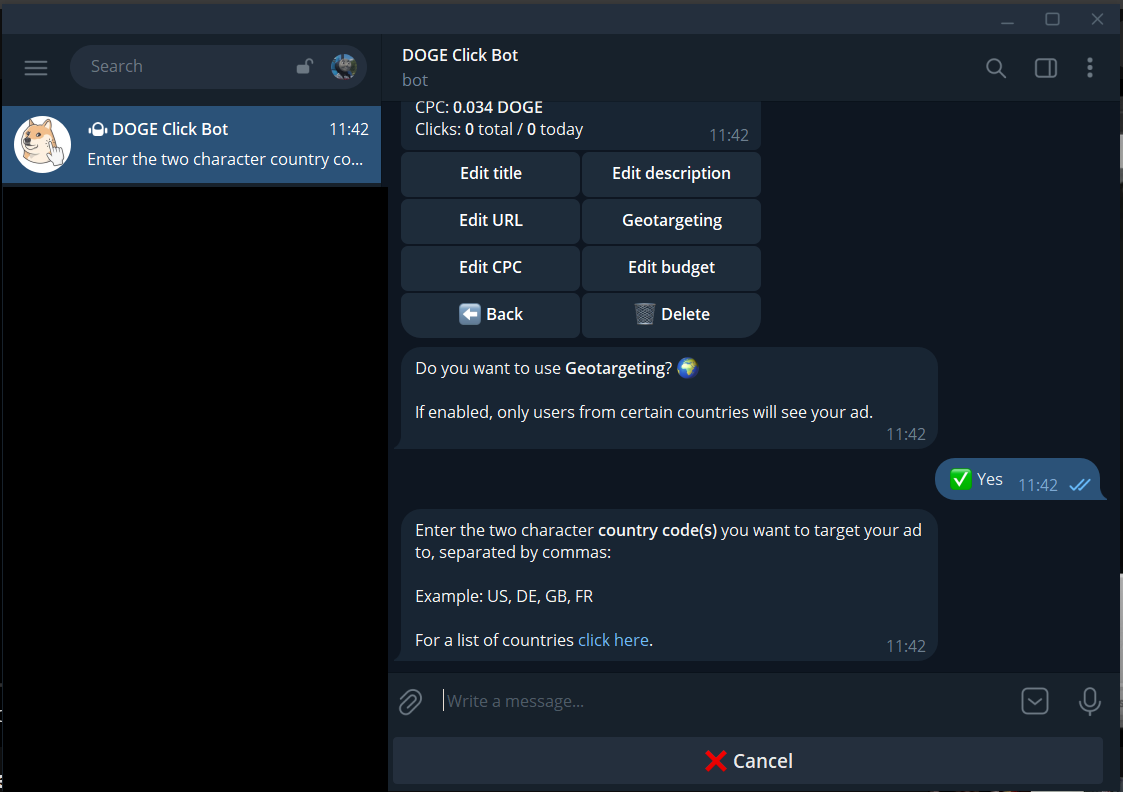 Search
DOGE Click Bot
bot
DOGE Click Bot 11:42
Enter the two character country co...
CPC: 0.034 DOGE
Clicks: 0 total / 0 today
11:42
Edit title Edit description
Edit URL Geotargeting
Edit CPC Edit budget
Back Delete
Do you want to use Geotargeting?
If enabled, only users from certain countries will see your ad.
11:42
Yes 11:42
Enter the two character country code(s) you want to target your ad
to, separated by commas:
Example: US, DE, GB, FR
For a list of countries click here.
11:42
Write a message...
Cancel